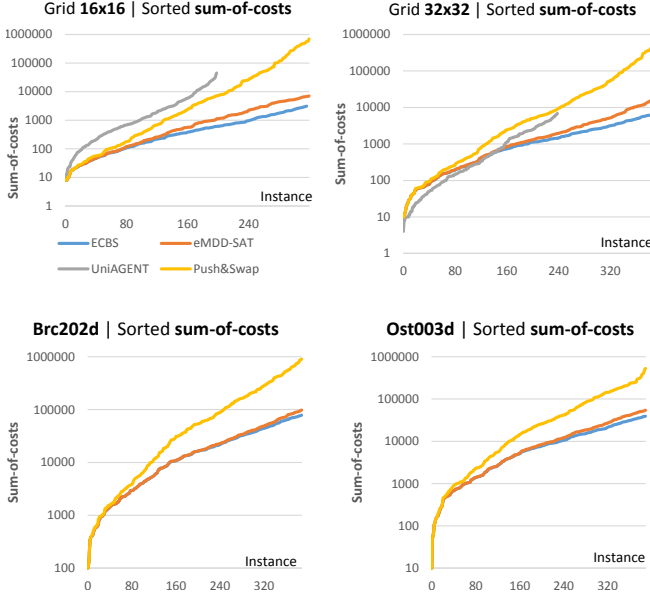 Grid 16x16 | Sorted sum-of-costs
1000000
100000
10000
1000
100
10
1
Sum-of-costs
Instance
0 80 160 240
ECBS eMDD-SAT
UniAGENT Push&Swap
Grid 32x32 | Sorted sum-of-costs
1000000
100000
10000
1000
100
10
1
Sum-of-costs
Instance
0 80 160 240 320
Brc202d | Sorted sum-of-costs
1000000
100000
10000
1000
100
Sum-of-costs
Instance
0 80 160 240 320
Ost003d | Sorted sum-of-costs
1000000
100000
10000
1000
100
10
Sum-of-costs
Instance
0 80 160 240 320